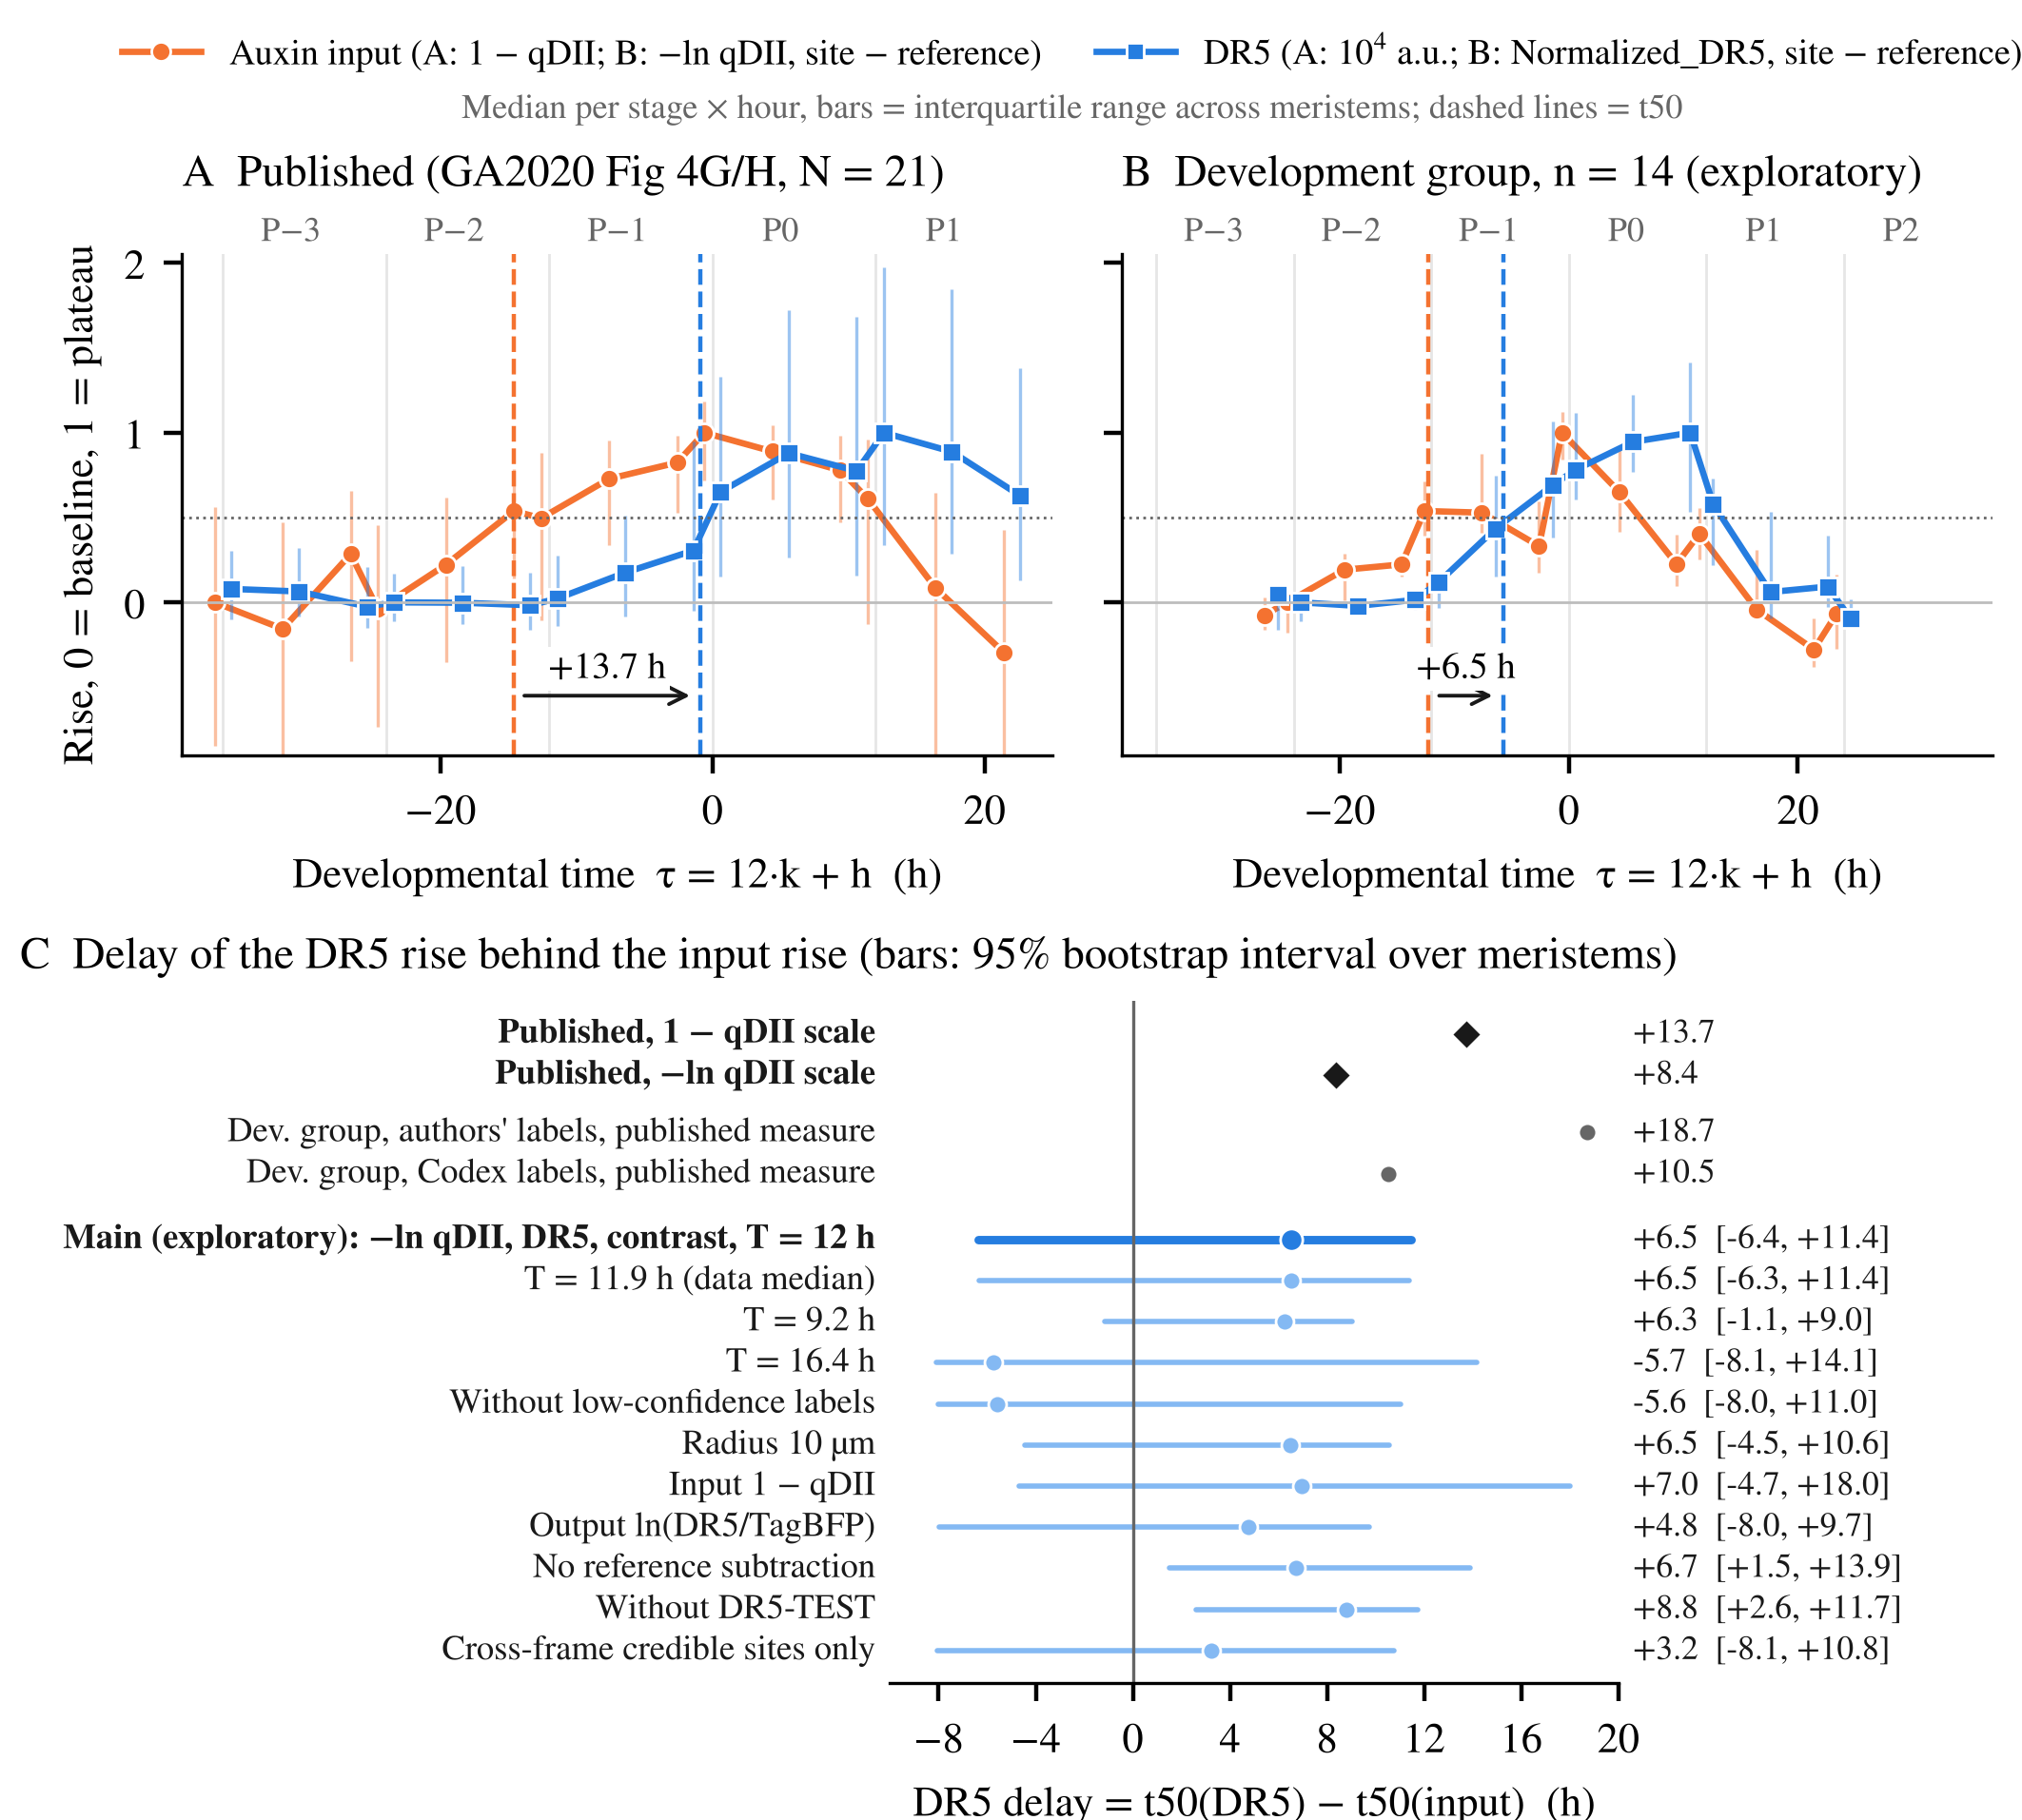 Auxin input (A: 1 − qDII; B: −ln qDII, site − reference)
DR5 (A: 10⁴ a.u.; B: Normalized_DR5, site − reference)
Median per stage × hour, bars = interquartile range across meristems; dashed lines = t50
A Published (GA2020 Fig 4G/H, N = 21)
P−3 P−2 P−1 P0 P1
Rise, 0 = baseline, 1 = plateau
2
1
0
+13.7 h
−20 0 20
Developmental time τ = 12·k + h (h)
B Development group, n = 14 (exploratory)
P−3 P−2 P−1 P0 P1 P2
+6.5 h
−20 0 20
Developmental time τ = 12·k + h (h)
C Delay of the DR5 rise behind the input rise (bars: 95% bootstrap interval over meristems)
Published, 1 − qDII scale +13.7
Published, −ln qDII scale +8.4
Dev. group, authors' labels, published measure +18.7
Dev. group, Codex labels, published measure +10.5
Main (exploratory): −ln qDII, DR5, contrast, T = 12 h +6.5 [-6.4, +11.4]
T = 11.9 h (data median) +6.5 [-6.3, +11.4]
T = 9.2 h +6.3 [-1.1, +9.0]
T = 16.4 h -5.7 [-8.1, +14.1]
Without low-confidence labels -5.6 [-8.0, +11.0]
Radius 10 µm +6.5 [-4.5, +10.6]
Input 1 − qDII +7.0 [-4.7, +18.0]
Output ln(DR5/TagBFP) +4.8 [-8.0, +9.7]
No reference subtraction +6.7 [+1.5, +13.9]
Without DR5-TEST +8.8 [+2.6, +11.7]
Cross-frame credible sites only +3.2 [-8.1, +10.8]
−8 −4 0 4 8 12 16 20
DR5 delay = t50(DR5) − t50(input) (h)